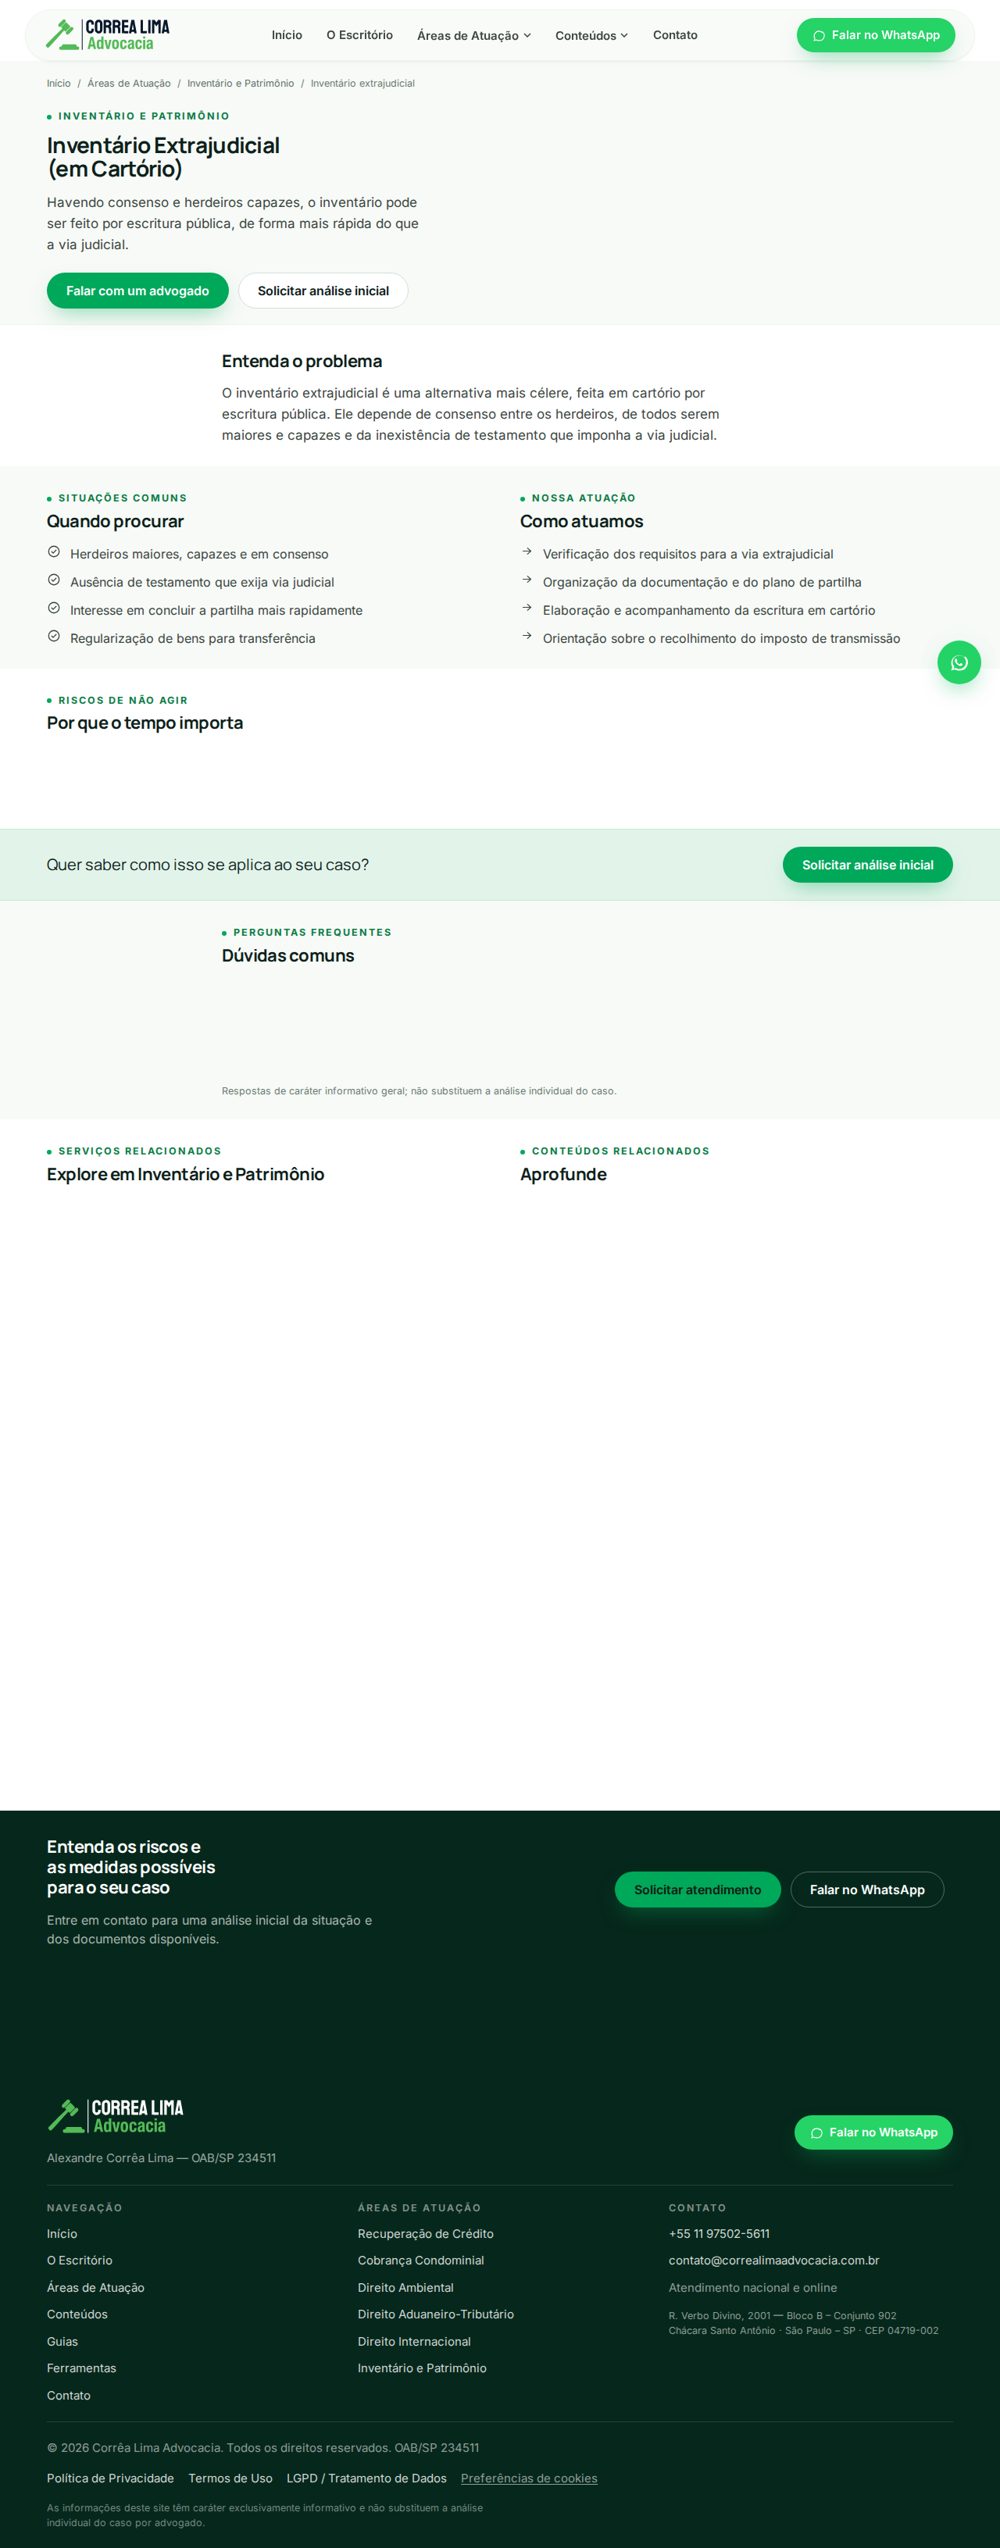 CORREA LIMA
Advocacia
Início
O Escritório
Áreas de Atuação
Conteúdos
Contato
Falar no WhatsApp
Início / Áreas de Atuação / Inventário e Patrimônio / Inventário extrajudicial
INVENTÁRIO E PATRIMÔNIO
Inventário Extrajudicial
(em Cartório)
Havendo consenso e herdeiros capazes, o inventário pode
ser feito por escritura pública, de forma mais rápida do que
a via judicial.
Falar com um advogado
Solicitar análise inicial
Entenda o problema
O inventário extrajudicial é uma alternativa mais célere, feita em cartório por
escritura pública. Ele depende de consenso entre os herdeiros, de todos serem
maiores e capazes e da inexistência de testamento que imponha a via judicial.
SITUAÇÕES COMUNS
Quando procurar
Herdeiros maiores, capazes e em consenso
Ausência de testamento que exija via judicial
Interesse em concluir a partilha mais rapidamente
Regularização de bens para transferência
NOSSA ATUAÇÃO
Como atuamos
Verificação dos requisitos para a via extrajudicial
Organização da documentação e do plano de partilha
Elaboração e acompanhamento da escritura em cartório
Orientação sobre o recolhimento do imposto de transmissão
RISCOS DE NÃO AGIR
Por que o tempo importa
Quer saber como isso se aplica ao seu caso?
Solicitar análise inicial
PERGUNTAS FREQUENTES
Dúvidas comuns
Respostas de caráter informativo geral; não substituem a análise individual do caso.
SERVIÇOS RELACIONADOS
Explore em Inventário e Patrimônio
CONTEÚDOS RELACIONADOS
Aprofunde
Entenda os riscos e
as medidas possíveis
para o seu caso
Entre em contato para uma análise inicial da situação e
dos documentos disponíveis.
Solicitar atendimento
Falar no WhatsApp
CORREA LIMA
Advocacia
Alexandre Corrêa Lima — OAB/SP 234511
Falar no WhatsApp
NAVEGAÇÃO
Início
O Escritório
Áreas de Atuação
Conteúdos
Guias
Ferramentas
Contato
ÁREAS DE ATUAÇÃO
Recuperação de Crédito
Cobrança Condominial
Direito Ambiental
Direito Aduaneiro-Tributário
Direito Internacional
Inventário e Patrimônio
CONTATO
+55 11 97502-5611
contato@correalimaadvocacia.com.br
Atendimento nacional e online
R. Verbo Divino, 2001 — Bloco B – Conjunto 902
Chácara Santo Antônio · São Paulo – SP · CEP 04719-002
© 2026 Corrêa Lima Advocacia. Todos os direitos reservados. OAB/SP 234511
Política de Privacidade
Termos de Uso
LGPD / Tratamento de Dados
Preferências de cookies
As informações deste site têm caráter exclusivamente informativo e não substituem a análise
individual do caso por advogado.